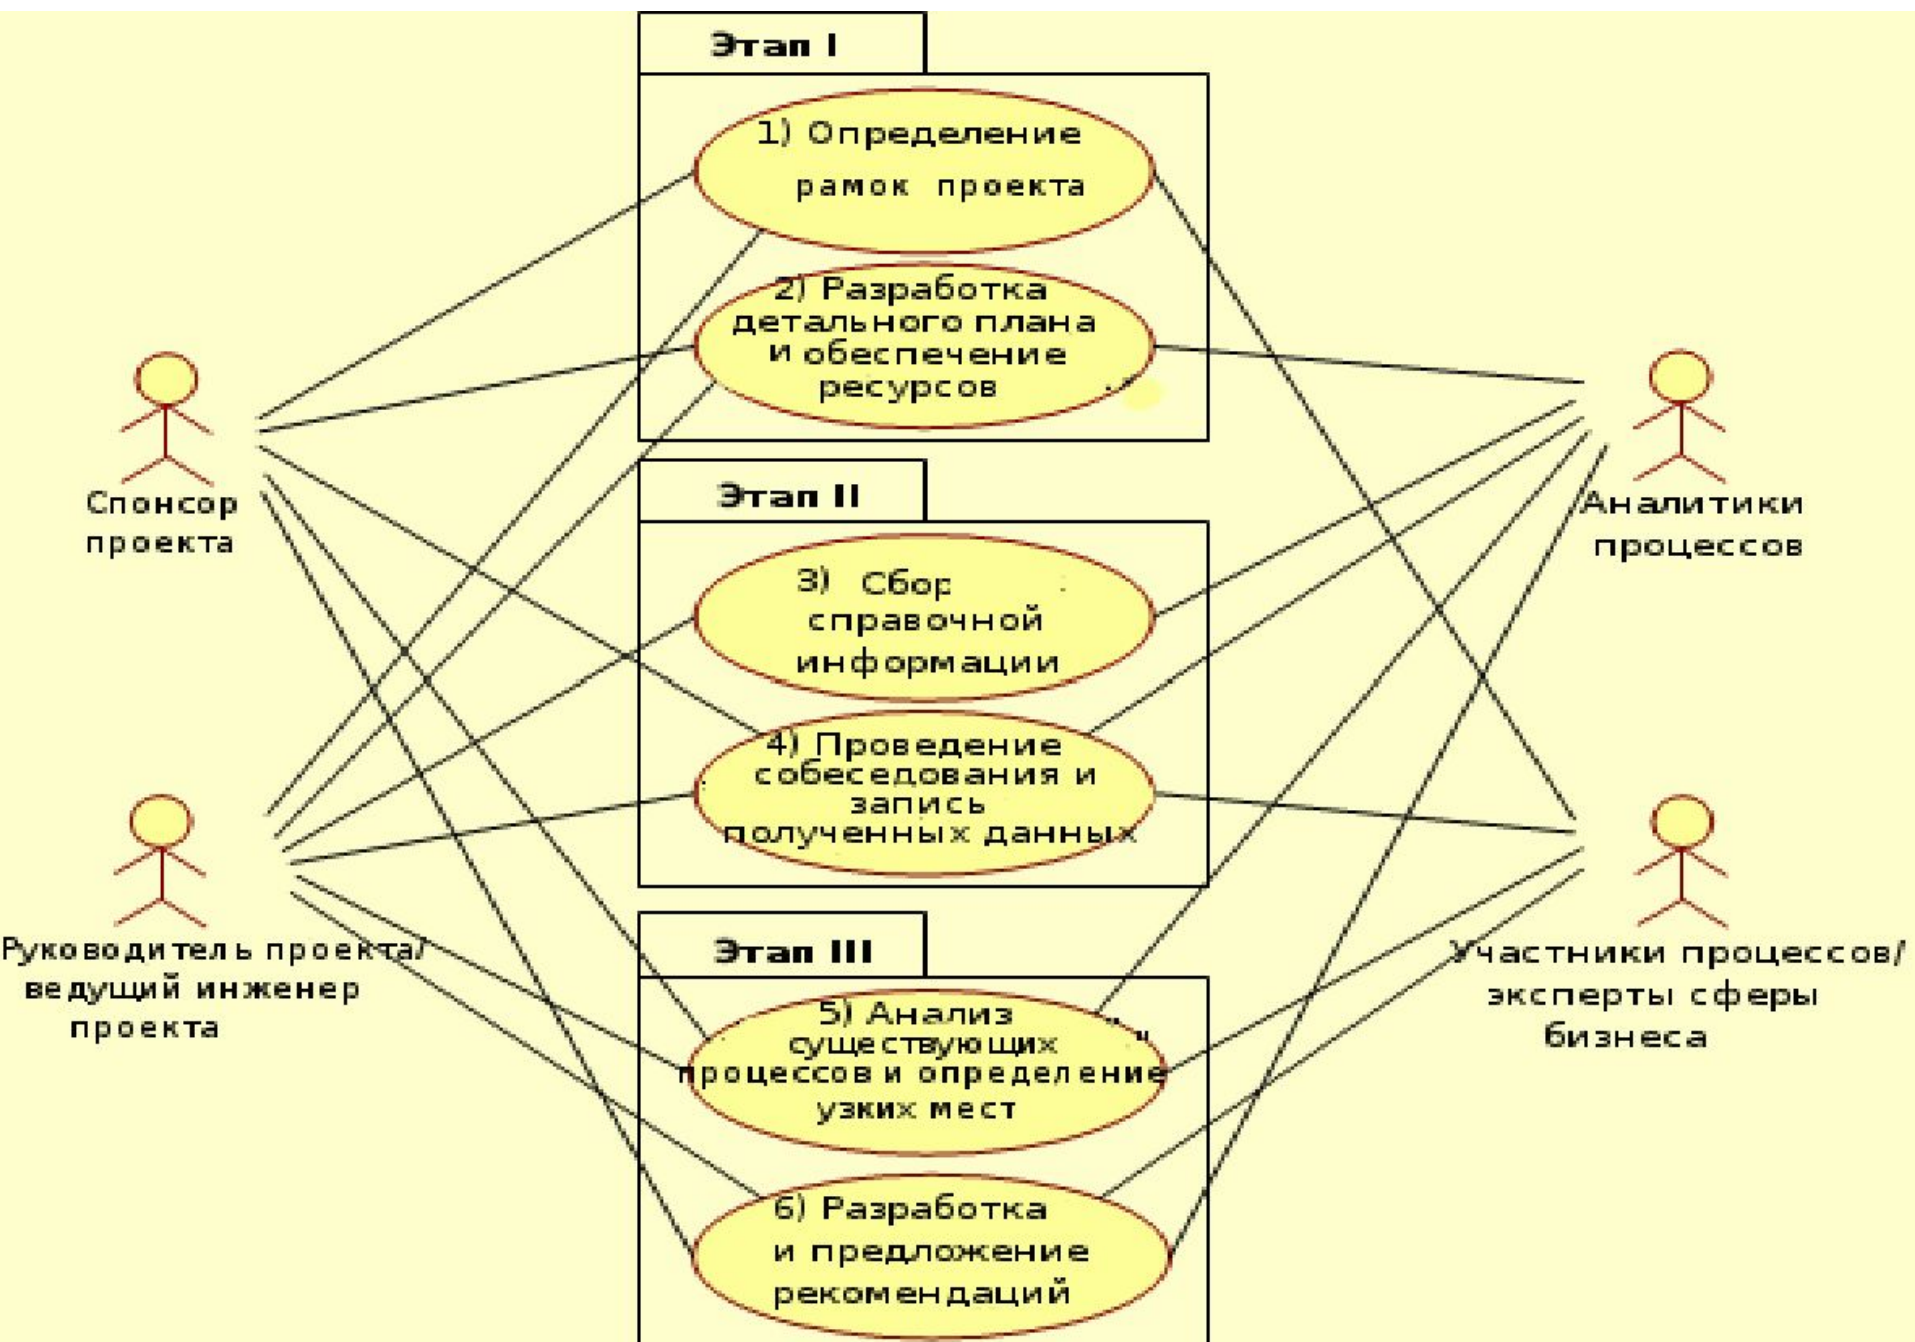 Этап I
1) Определение
рамок проекта
2) Разработка
детального плана
и обеспечение
ресурсов
Спонсор
проекта
Аналитики
процессов
Этап II
3) Сбор
справочной
информации
4) Проведение
собеседования и
запись
полученных данных
Руководитель проекта/
ведущий инженер
проекта
Участники процессов/
эксперты сферы
бизнеса
Этап III
5) Анализ
существующих
процессов и определение
узких мест
6) Разработка
и предложение
рекомендаций